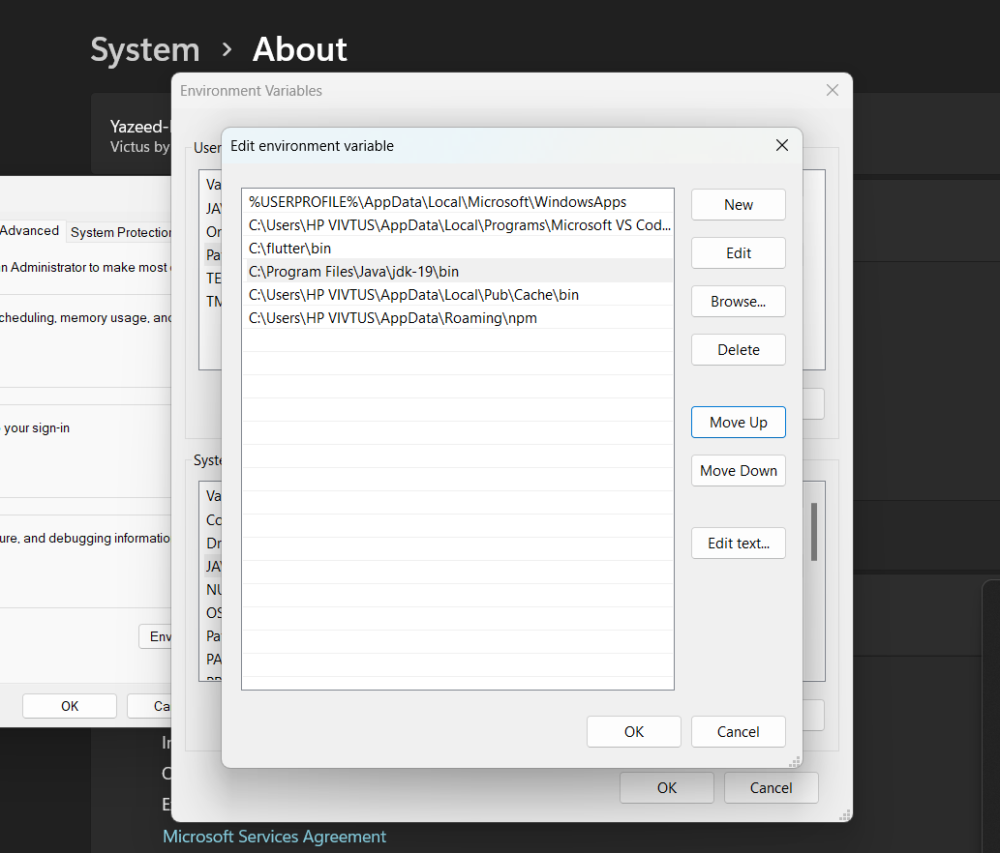 System > About
Environment Variables
Yazeed-
Victus by
User
Edit environment variable
Va
JA
On
Pa
TE
TM
%USERPROFILE%\AppData\Local\Microsoft\WindowsApps
C:\Users\HP VIVTUS\AppData\Local\Programs\Microsoft VS Cod...
C:\flutter\bin
C:\Program Files\Java\jdk-19\bin
C:\Users\HP VIVTUS\AppData\Local\Pub\Cache\bin
C:\Users\HP VIVTUS\AppData\Roaming\npm
New
Edit
Browse...
Delete
Move Up
Move Down
Edit text...
OK
Cancel
Advanced
System Protection
n Administrator to make most
cheduling, memory usage, and
your sign-in
ure, and debugging informatio
Env
OK
Ca
Syste
Va
Co
Dr
JA
NU
OS
Pa
PA
OK
Cancel
Microsoft Services Agreement